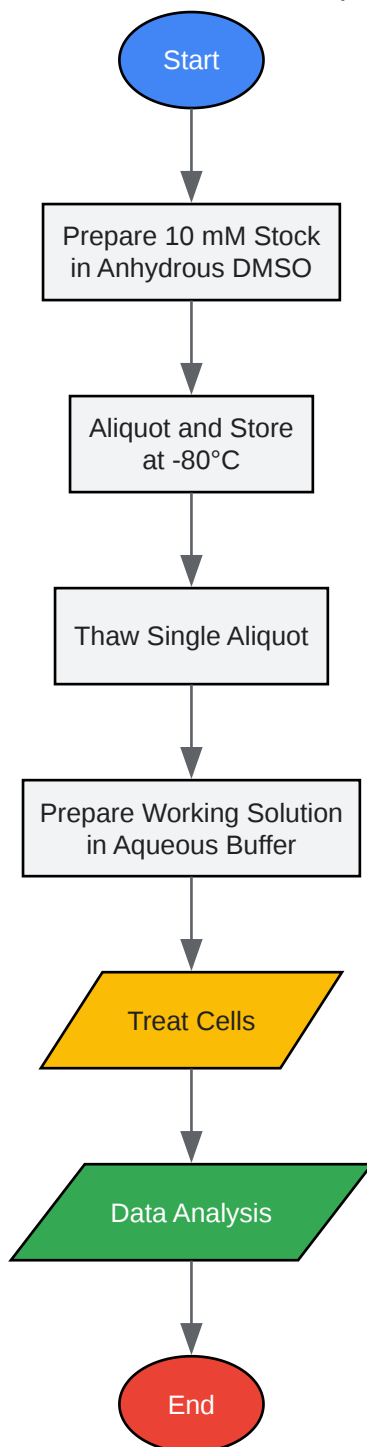 Start
Prepare 10 mM Stock
in Anhydrous DMSO
Aliquot and Store
at -80°C
Thaw Single Aliquot
Prepare Working Solution
in Aqueous Buffer
Treat Cells
Data Analysis
End